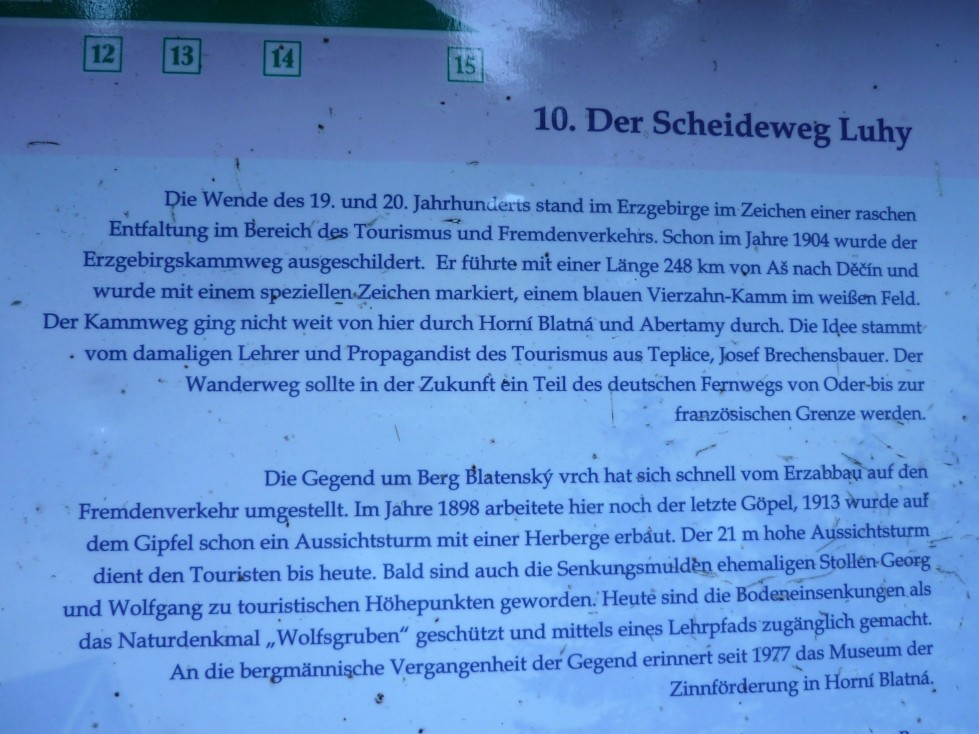 12 13 14 15
10. Der Scheideweg Luhy
Die Wende des 19. und 20. Jahrhunderts stand im Erzgebirge im Zeichen einer raschen
Entfaltung im Bereich des Tourismus und Fremdenverkehrs. Schon im Jahre 1904 wurde der
Erzgebirgskammweg ausgeschildert. Er führte mit einer Länge 248 km von Aš nach Děčín und
wurde mit einem speziellen Zeichen markiert, einem blauen Vierzahn-Kamm im weißen Feld.
Der Kammweg ging nicht weit von hier durch Horní Blatná und Abertamy durch. Die Idee stammt
vom damaligen Lehrer und Propagandist des Tourismus aus Teplice, Josef Brechensbauer. Der
Wanderweg sollte in der Zukunft ein Teil des deutschen Fernwegs von Oder bis zur
französischen Grenze werden.
Die Gegend um Berg Blatenský vrch hat sich schnell vom Erzabbau auf den
Fremdenverkehr umgestellt. Im Jahre 1898 arbeitete hier noch der letzte Göpel, 1913 wurde auf
dem Gipfel schon ein Aussichtsturm mit einer Herberge erbaut. Der 21 m hohe Aussichtsturm
dient den Touristen bis heute. Bald sind auch die Senkungsmulden ehemaligen Stollen Georg
und Wolfgang zu touristischen Höhepunkten geworden. Heute sind die Bodeneinsenkungen als
das Naturdenkmal „Wolfsgruben“ geschützt und mittels eines Lehrpfads zugänglich gemacht.
An die bergmännische Vergangenheit der Gegend erinnert seit 1977 das Museum der
Zinnförderung in Horní Blatná.